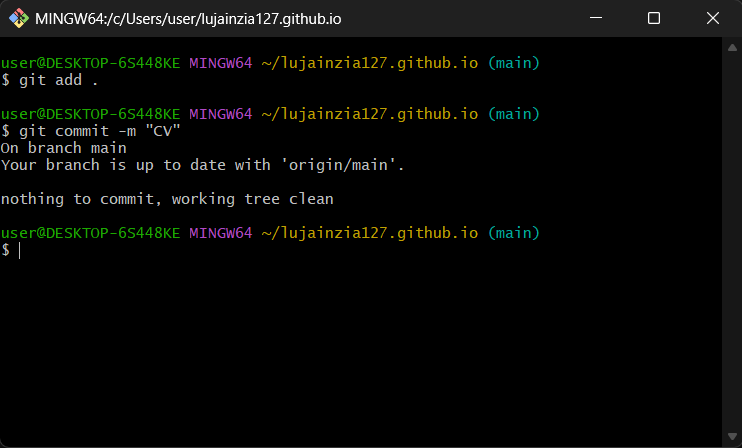 MINGW64:/c/Users/user/lujainzia127.github.io
user@DESKTOP-6S448KE MINGW64 ~/lujainzia127.github.io (main)
$ git add .
user@DESKTOP-6S448KE MINGW64 ~/lujainzia127.github.io (main)
$ git commit -m "CV"
On branch main
Your branch is up to date with 'origin/main'.
nothing to commit, working tree clean
user@DESKTOP-6S448KE MINGW64 ~/lujainzia127.github.io (main)
$